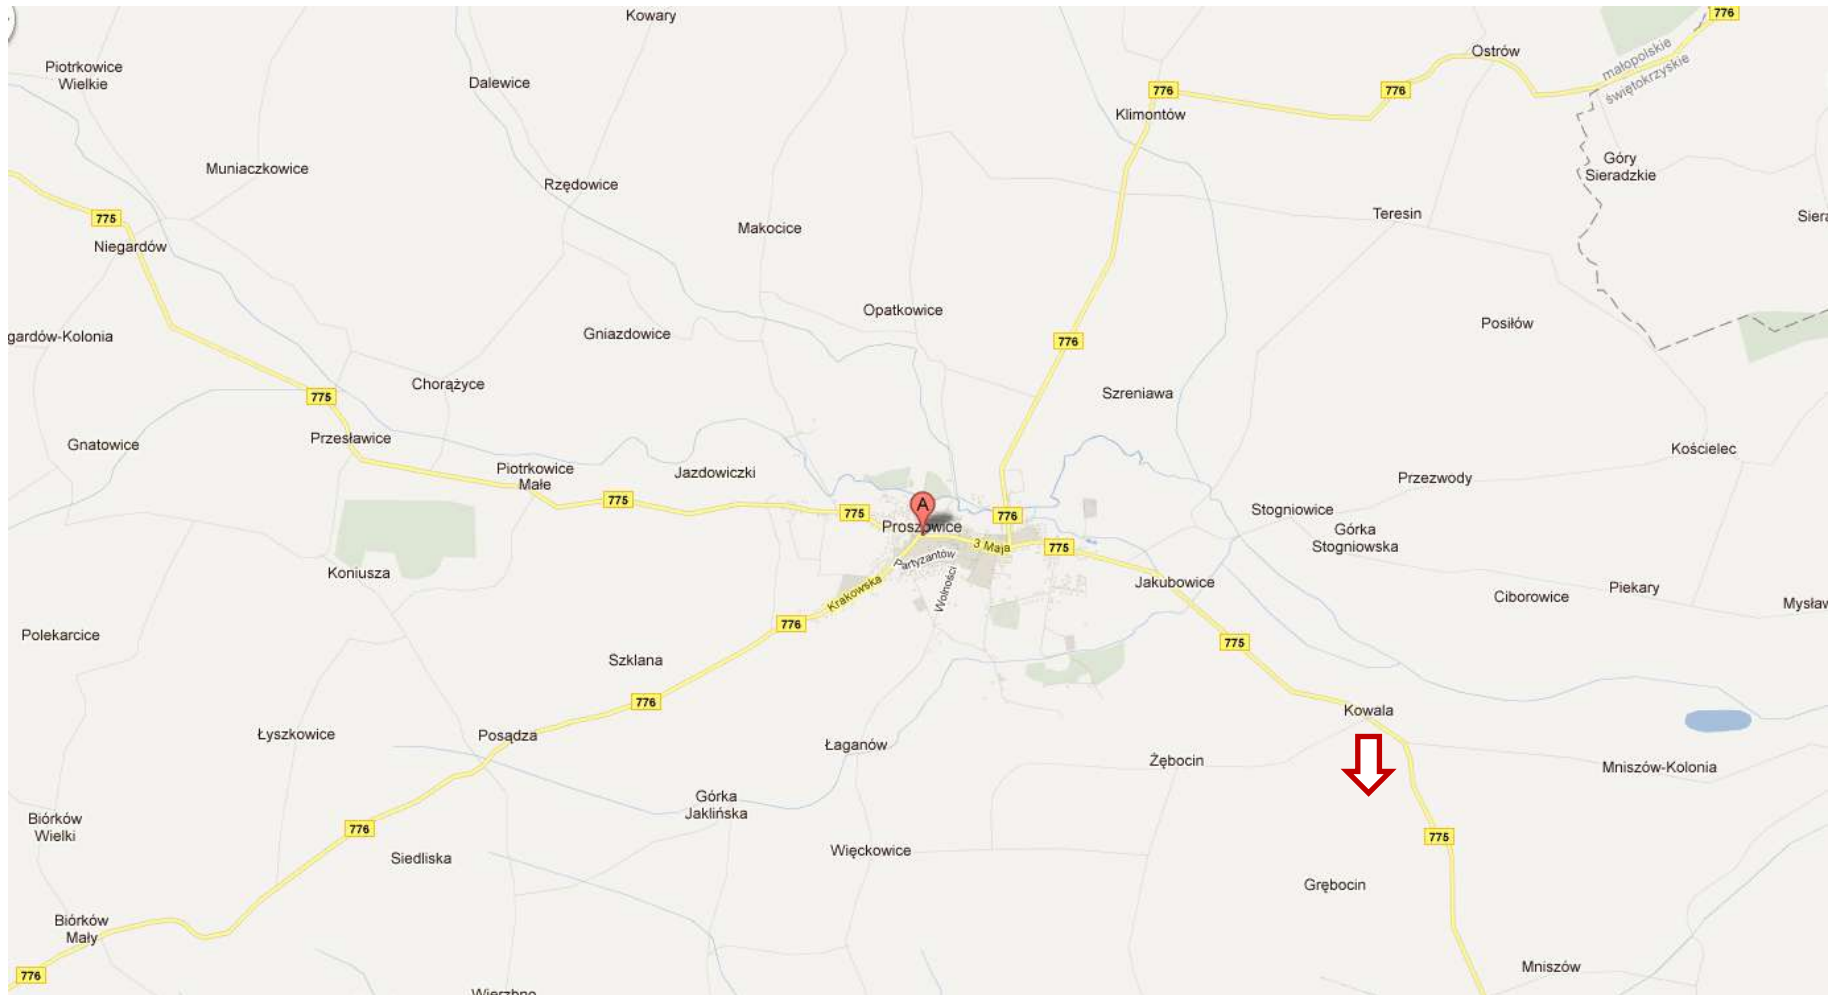 Kowary
776
Piotrkowice
Wielkie
Dalewice
Ostrów
małopolskie
świętokrzyskie
776
776
Klimontów
Muniaczkowice
Rzędowice
Góry
Sieradzkie
775
Makocice
Teresin
Siera
Niegardów
Opatkowice
Posiłów
gardów-Kolonia
Gniazdowice
776
Chorążyce
Szreniawa
775
Gnatowice
Przesławice
Kościelec
Piotrkowice
Małe
Jazdowiczki
Przezwody
775
775
A
776
Stogniowice
Proszowice
Górka
Stogniowska
3 Maja
775
Partyzantów
Koniusza
Krakowska
Wolności
Jakubowice
Ciborowice
Piekary
Mysław
776
Polekarcice
775
Szklana
776
Kowala
Łyszkowice
Posądza
Łaganów
Żębocin
Mniszów-Kolonia
Górka
Jaklińska
Biórków
Wielki
776
775
Siedliska
Więckowice
Grębocin
Biórków
Mały
776
Mniszów
Wierzbno